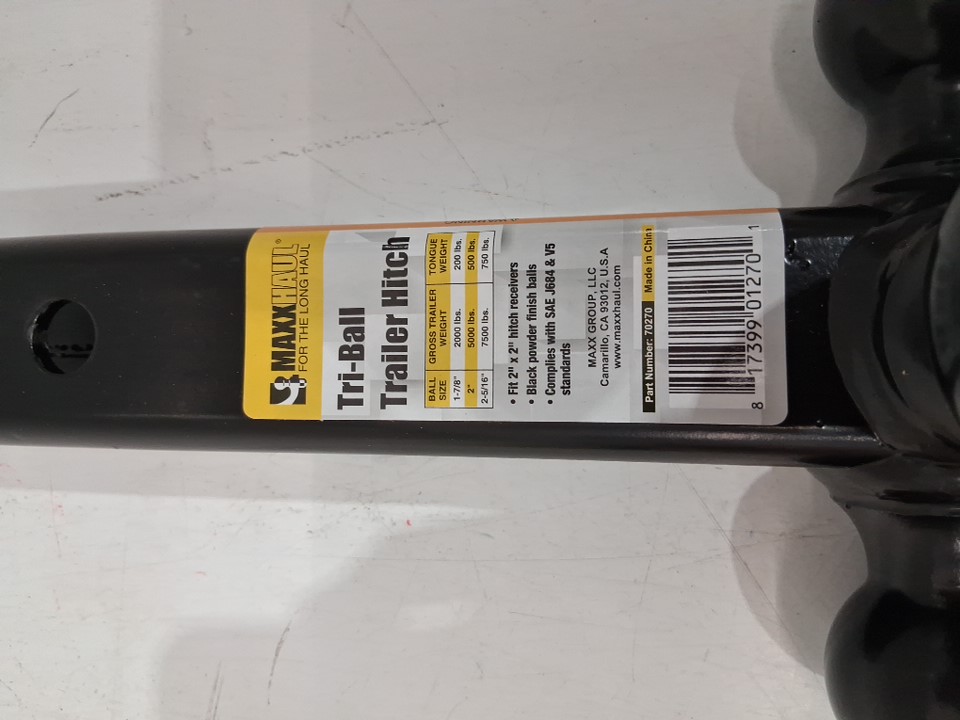 MAXXHAUL®
FOR THE LONG HAUL
Tri-Ball
Trailer Hitch
BALL SIZE GROSS TRAILER WEIGHT TONGUE WEIGHT
1-7/8" 2000 lbs. 200 lbs.
2" 5000 lbs. 500 lbs.
2-5/16" 7500 lbs. 750 lbs.
• Fit 2" x 2" hitch receivers
• Black powder finish balls
• Complies with SAE J684 & V5
standards
MAXX GROUP, LLC
Camarillo, CA 93012, U.S.A
www.maxxhaul.com
Part Number: 70270 Made in China
8 17399 01270 1